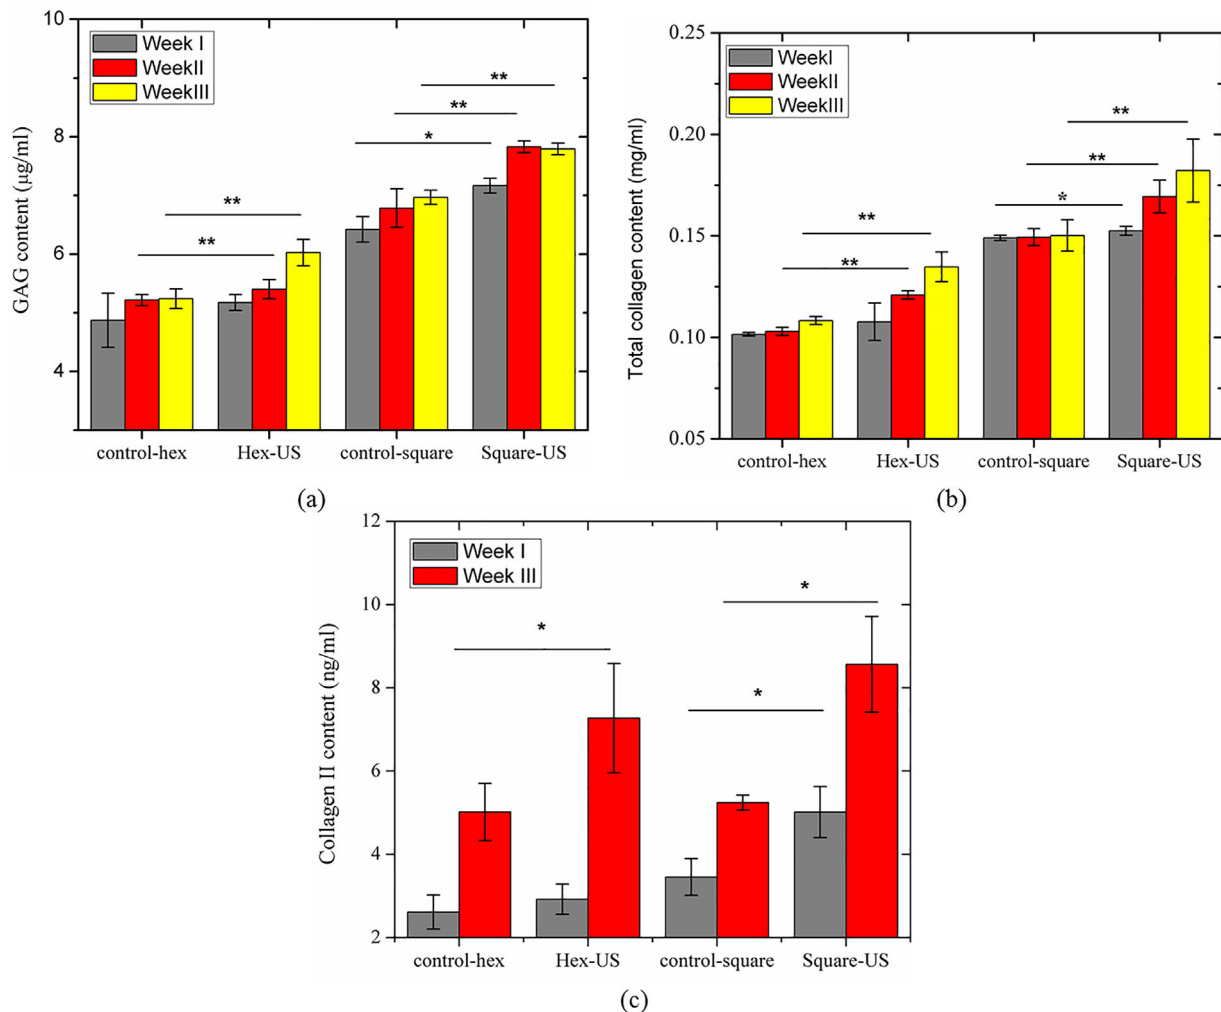 10
8
6
4
GAG content (µg/ml)
Week I
WeekII
WeekIII
**
**
*
**
**
control-hex
Hex-US
control-square
Square-US
(a)
0.25
0.20
0.15
0.10
0.05
Total collagen content (mg/ml)
WeekI
WeekII
WeekIII
**
**
*
**
**
control-hex
Hex-US
control-square
Square-US
(b)
12
10
8
6
4
2
Collagen II content (ng/ml)
Week I
Week III
*
*
*
control-hex
Hex-US
control-square
Square-US
(c)